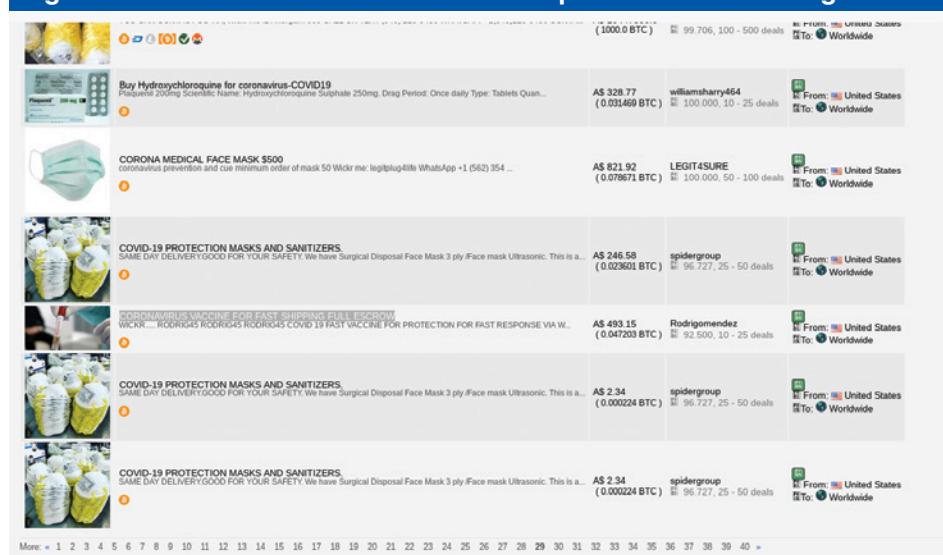 ( 1000.0 BTC )
99.706, 100 - 500 deals
From: United States
To: Worldwide
Buy Hydroxychloroquine for coronavirus-COVID19
Plaquenil 200mg Scientific Name: Hydroxychloroquine Sulphate 250mg. Drag Period: Once daily Type: Tablets Quan...
A$ 328.77
( 0.031469 BTC )
williamsharry464
100.000, 10 - 25 deals
From: United States
To: Worldwide
CORONA MEDICAL FACE MASK $500
coronavirus prevention and cue minimum order of mask 50 Wickr me: legitplug4life WhatsApp +1 (562) 354 ...
A$ 821.92
( 0.078671 BTC )
LEGIT4SURE
100.000, 50 - 100 deals
From: United States
To: Worldwide
COVID-19 PROTECTION MASKS AND SANITIZERS.
SAME DAY DELIVERY.GOOD FOR YOUR SAFETY. We have Surgical Disposal Face Mask 3 ply /Face mask Ultrasonic. This is a...
A$ 246.58
( 0.023601 BTC )
spidergroup
96.727, 25 - 50 deals
From: United States
To: Worldwide
CORONAVIRUS VACCINE FOR FAST SHIPPING FULL ESCROW
WICKR..... RODRIG45 RODRIG45 RODRIG45 COVID 19 FAST VACCINE FOR PROTECTION FOR FAST RESPONSE VIA W...
A$ 493.15
( 0.047203 BTC )
Rodrigomendez
92.500, 10 - 25 deals
From: United States
To: Worldwide
COVID-19 PROTECTION MASKS AND SANITIZERS.
SAME DAY DELIVERY.GOOD FOR YOUR SAFETY. We have Surgical Disposal Face Mask 3 ply /Face mask Ultrasonic. This is a...
A$ 2.34
( 0.000224 BTC )
spidergroup
96.727, 25 - 50 deals
From: United States
To: Worldwide
COVID-19 PROTECTION MASKS AND SANITIZERS.
SAME DAY DELIVERY.GOOD FOR YOUR SAFETY. We have Surgical Disposal Face Mask 3 ply /Face mask Ultrasonic. This is a...
A$ 2.34
( 0.000224 BTC )
spidergroup
96.727, 25 - 50 deals
From: United States
To: Worldwide
More: « 1 2 3 4 5 6 7 8 9 10 11 12 13 14 15 16 17 18 19 20 21 22 23 24 25 26 27 28 29 30 31 32 33 34 35 36 37 38 39 40 »